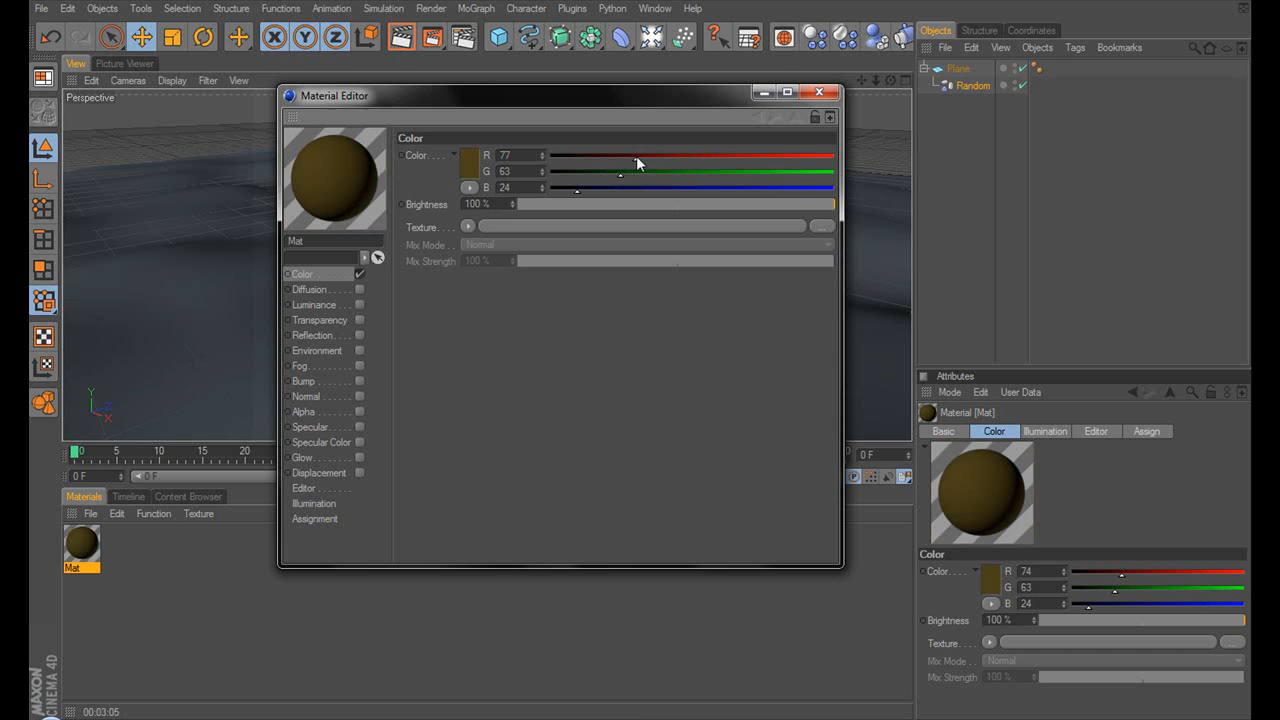 File Edit Objects Tools Selection Structure Functions Animation Simulation Render MoGraph Character Plugins Python Window Help
Objects Structure Coordinates
File Edit View Objects Tags Bookmarks
View Picture Viewer
Edit Cameras Display Filter View
Perspective
Plane
Random
Material Editor
Color
Color. . . . R 77
G 63
B 24
Brightness 100 %
Texture. . . . ...
Mix Mode . . Normal
Mix Strength 100 %
Mat
Color
Diffusion . . . . .
Luminance . . .
Transparency
Reflection. . . .
Environment
Fog. . . . . . . . .
Bump . . . . . . .
Normal . . . . . .
Alpha . . . . . . .
Specular. . . . .
Specular Color
Glow. . . . . . . .
Displacement
Editor . . . . . . .
Illumination
Assignment
Y
X
0 5 10 15 20
0 F
0 F 0 F
Materials Timeline Content Browser
File Edit Function Texture
Mat
Attributes
Mode Edit User Data
Material [Mat]
Basic Color Illumination Editor Assign
Color
Color. . . . R 74
G 63
B 24
Brightness 100 %
Texture. . . . ...
Mix Mode . . Normal
Mix Strength 100 %
MAXON
CINEMA 4D
00:03:05